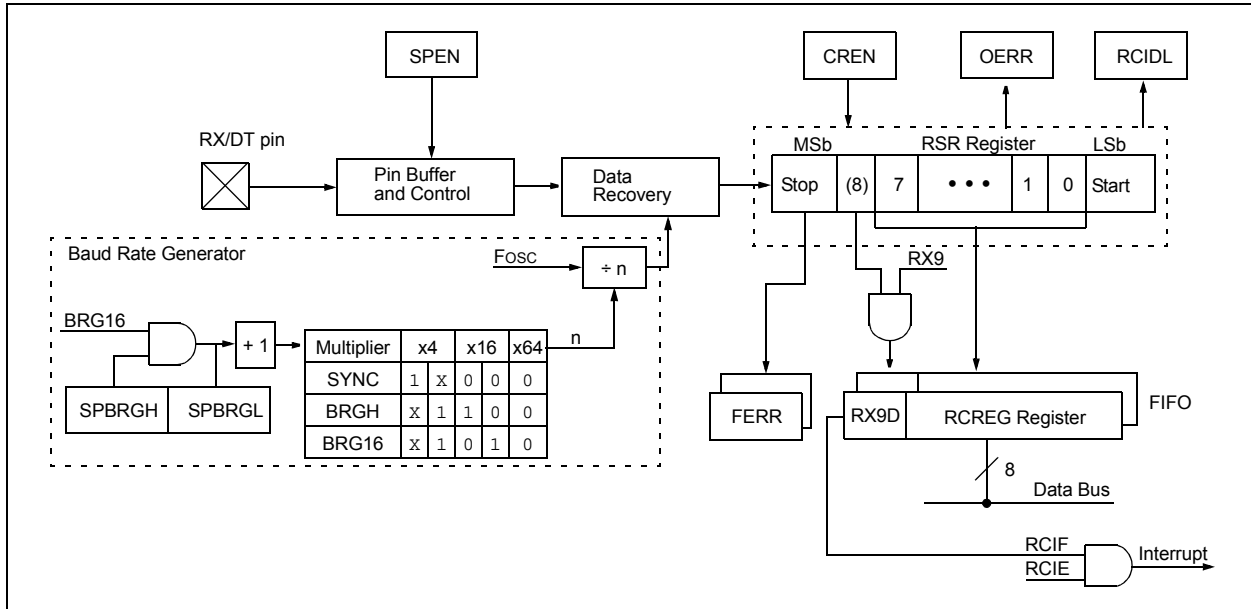 SPEN
CREN
OERR
RCIDL
RX/DT pin
MSb
RSR Register
LSb
Pin Buffer
and Control
Data
Recovery
Stop (8) 7 • • • 1 0 Start
Baud Rate Generator
FOSC
÷ n
RX9
BRG16
+ 1
n
Multiplier x4 x16 x64
SYNC 1 X 0 0 0
BRGH X 1 1 0 0
BRG16 X 1 0 1 0
SPBRGH SPBRGL
FERR
RX9D RCREG Register
FIFO
8
Data Bus
RCIF
RCIE
Interrupt